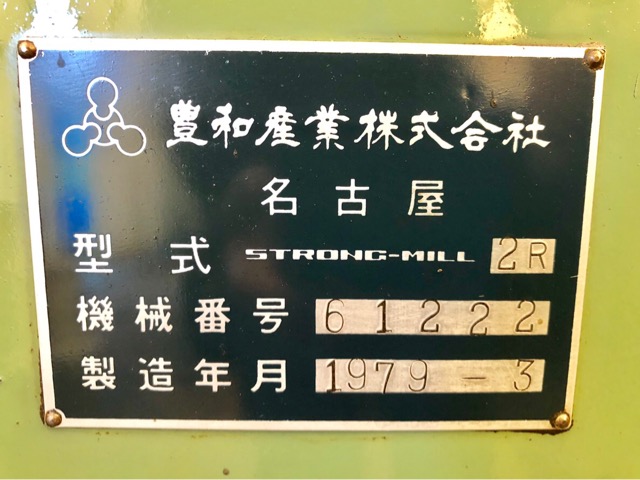 豊和産業株式会社
名古屋
型式 STRONG-MILL 2R
機械番号 61222
製造年月 1979-3